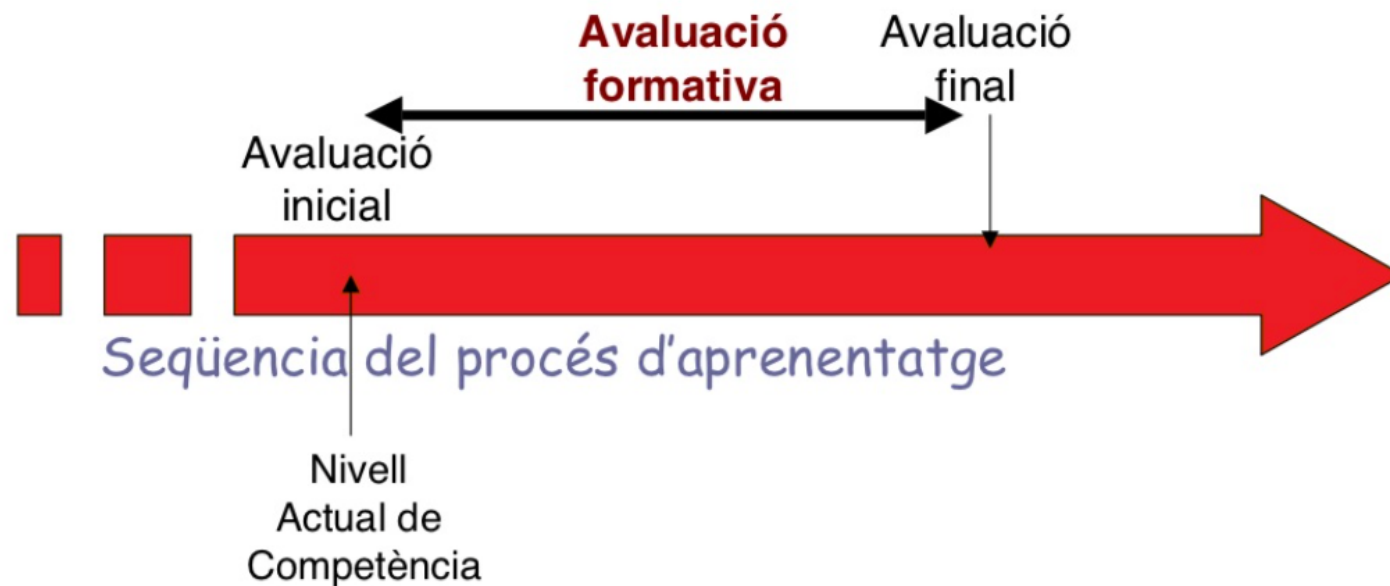 Avaluació
formativa
Avaluació
final
Avaluació
inicial
Seqüencia del procés d'aprenentatge
Nivell
Actual de
Competència